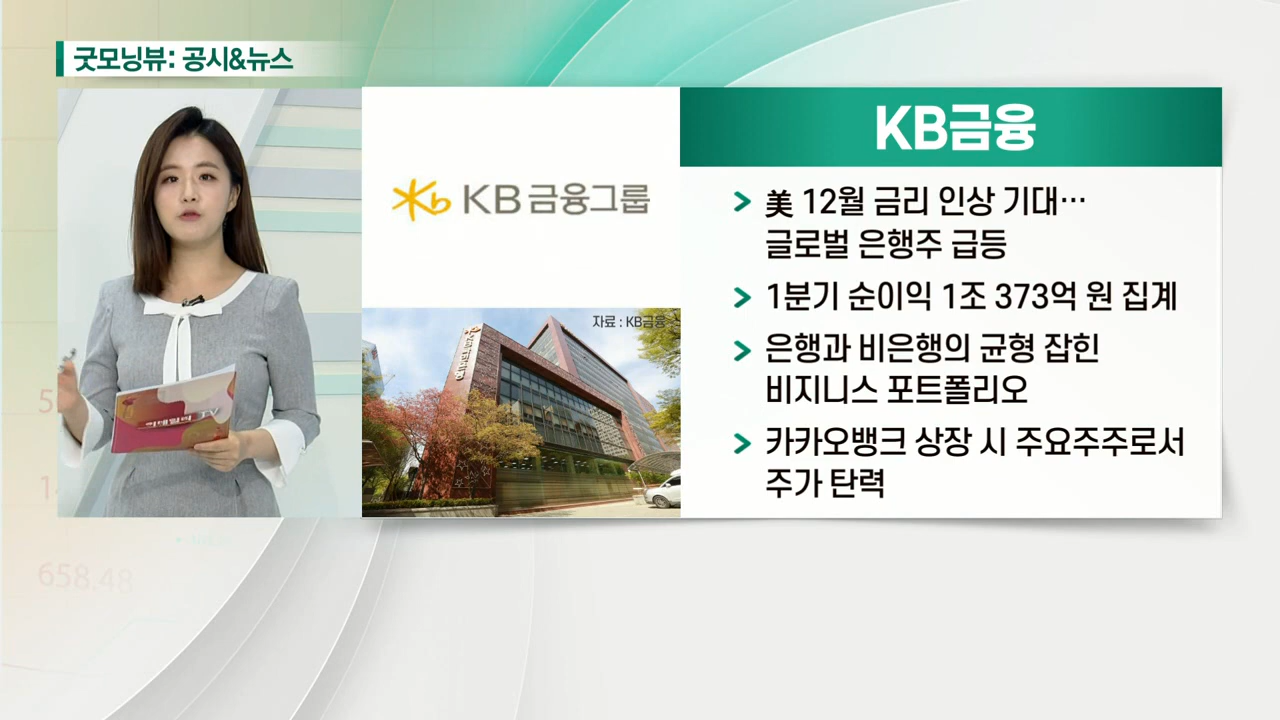 굿모닝뷰: 공시&뉴스
KB금융그룹
자료 : KB금융
이데일리 TV
KB금융
美 12월 금리 인상 기대…
글로벌 은행주 급등
1분기 순이익 1조 373억 원 집계
은행과 비은행의 균형 잡힌
비지니스 포트폴리오
카카오뱅크 상장 시 주요주주로서
주가 탄력
658.48